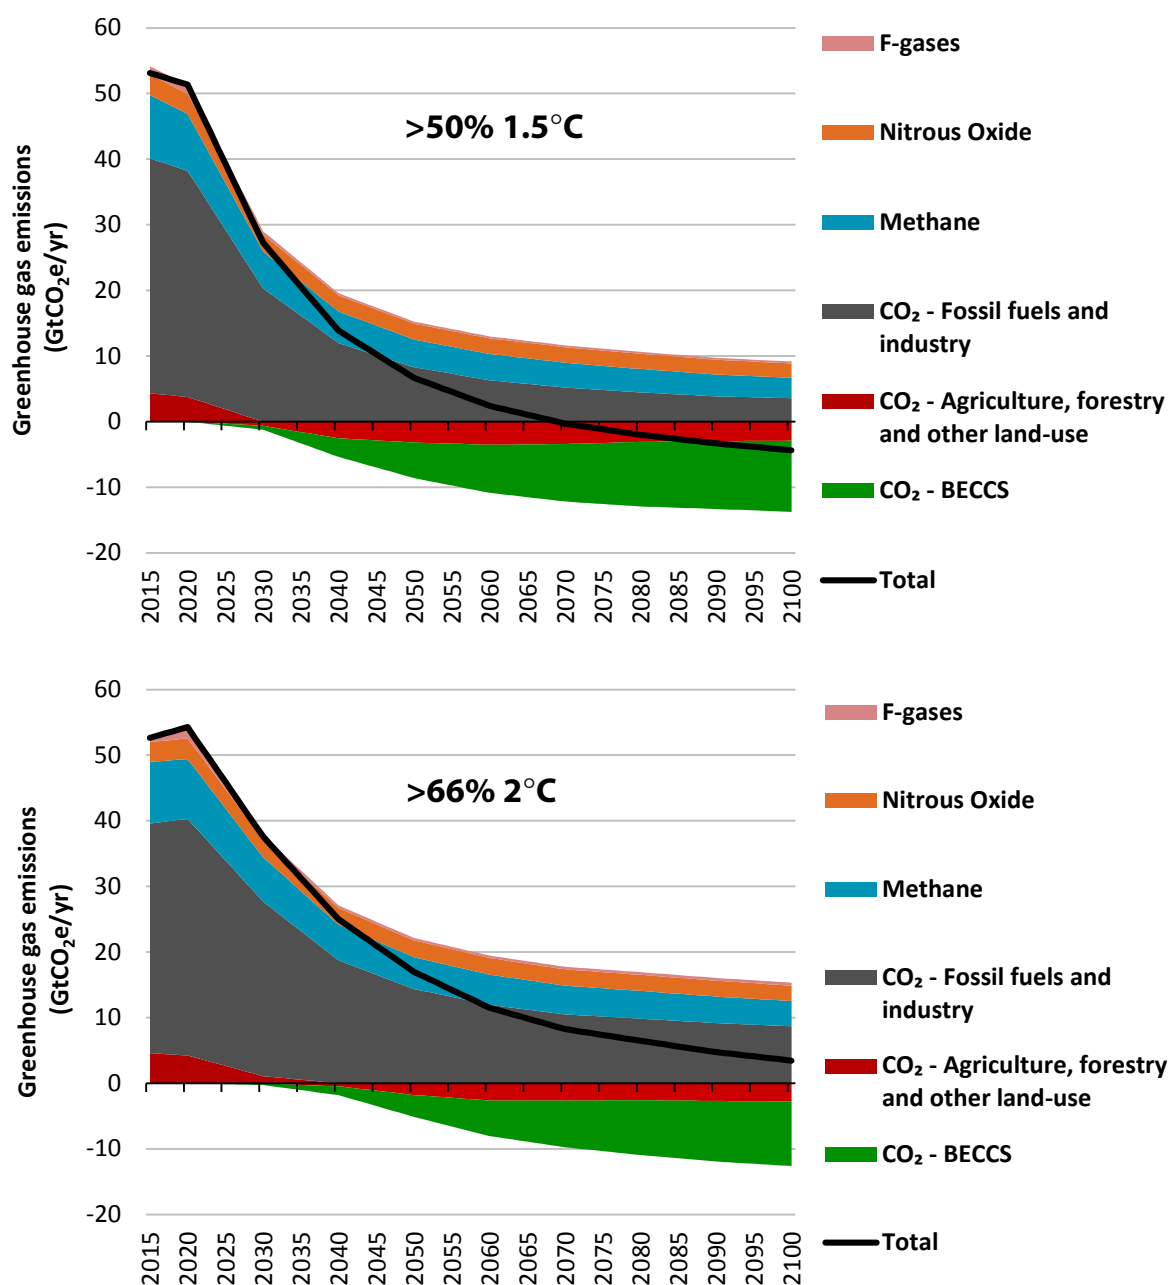 60
50
40
30
20
10
0
-10
-20
Greenhouse gas emissions
(GtCO₂e/yr)
>50% 1.5°C
2015
2020
2025
2030
2035
2040
2045
2050
2055
2060
2065
2070
2075
2080
2085
2090
2095
2100
F-gases
Nitrous Oxide
Methane
CO₂ - Fossil fuels and
industry
CO₂ - Agriculture, forestry
and other land-use
CO₂ - BECCS
Total
60
50
40
30
20
10
0
-10
-20
Greenhouse gas emissions
(GtCO₂e/yr)
>66% 2°C
2015
2020
2025
2030
2035
2040
2045
2050
2055
2060
2065
2070
2075
2080
2085
2090
2095
2100
F-gases
Nitrous Oxide
Methane
CO₂ - Fossil fuels and
industry
CO₂ - Agriculture, forestry
and other land-use
CO₂ - BECCS
Total